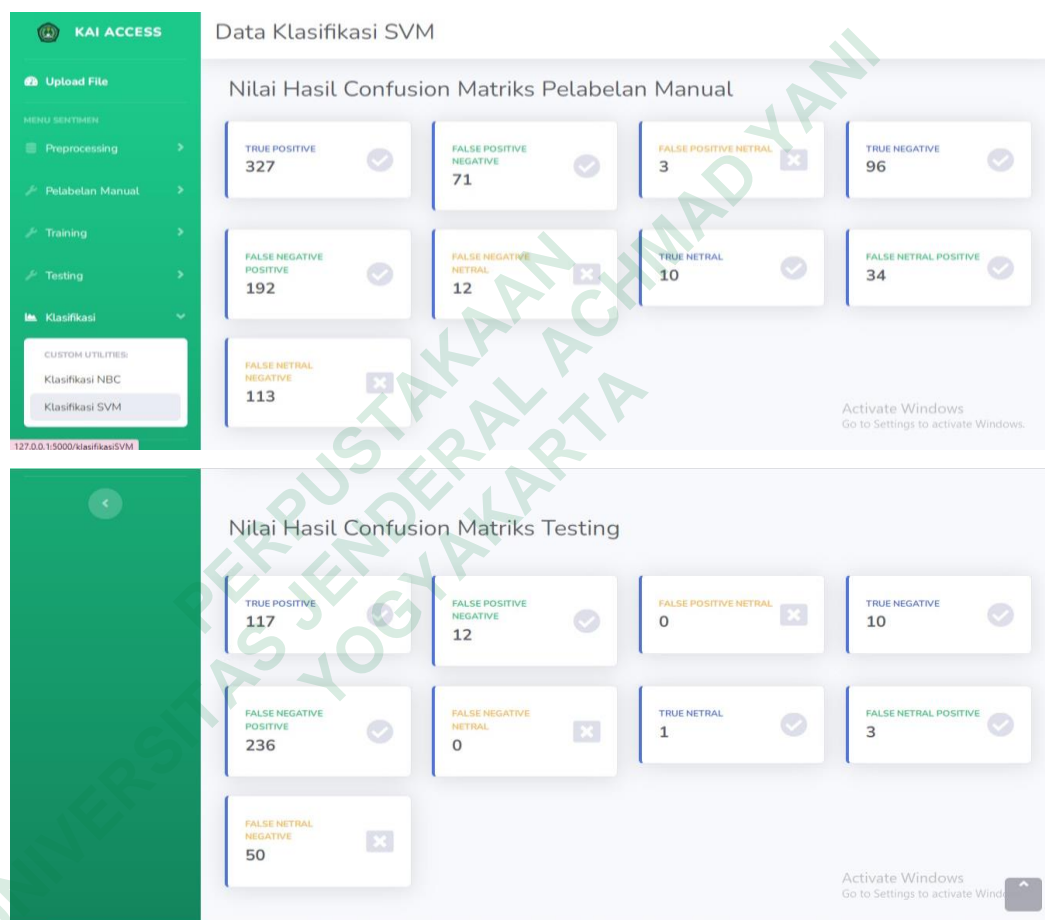 KAI ACCESS
Upload File
MENU SENTIMEN
Preprocessing
Pelabelan Manual
Training
Testing
Klasifikasi
CUSTOM UTILITIES:
Klasifikasi NBC
Klasifikasi SVM
127.0.0.1:5000/klasifikasiSVM
Data Klasifikasi SVM
Nilai Hasil Confusion Matriks Pelabelan Manual
TRUE POSITIVE
327
FALSE POSITIVE
NEGATIVE
71
FALSE POSITIVE NETRAL
3
TRUE NEGATIVE
96
FALSE NEGATIVE
POSITIVE
192
FALSE NEGATIVE
NETRAL
12
TRUE NETRAL
10
FALSE NETRAL POSITIVE
34
FALSE NETRAL
NEGATIVE
113
Activate Windows
Go to Settings to activate Windows.
Nilai Hasil Confusion Matriks Testing
TRUE POSITIVE
117
FALSE POSITIVE
NEGATIVE
12
FALSE POSITIVE NETRAL
0
TRUE NEGATIVE
10
FALSE NEGATIVE
POSITIVE
236
FALSE NEGATIVE
NETRAL
0
TRUE NETRAL
1
FALSE NETRAL POSITIVE
3
FALSE NETRAL
NEGATIVE
50
Activate Windows
Go to Settings to activate Wind
PERPUSTAKAAN
UNIVERSITAS JENDERAL ACHMAD YANI
YOGYAKARTA